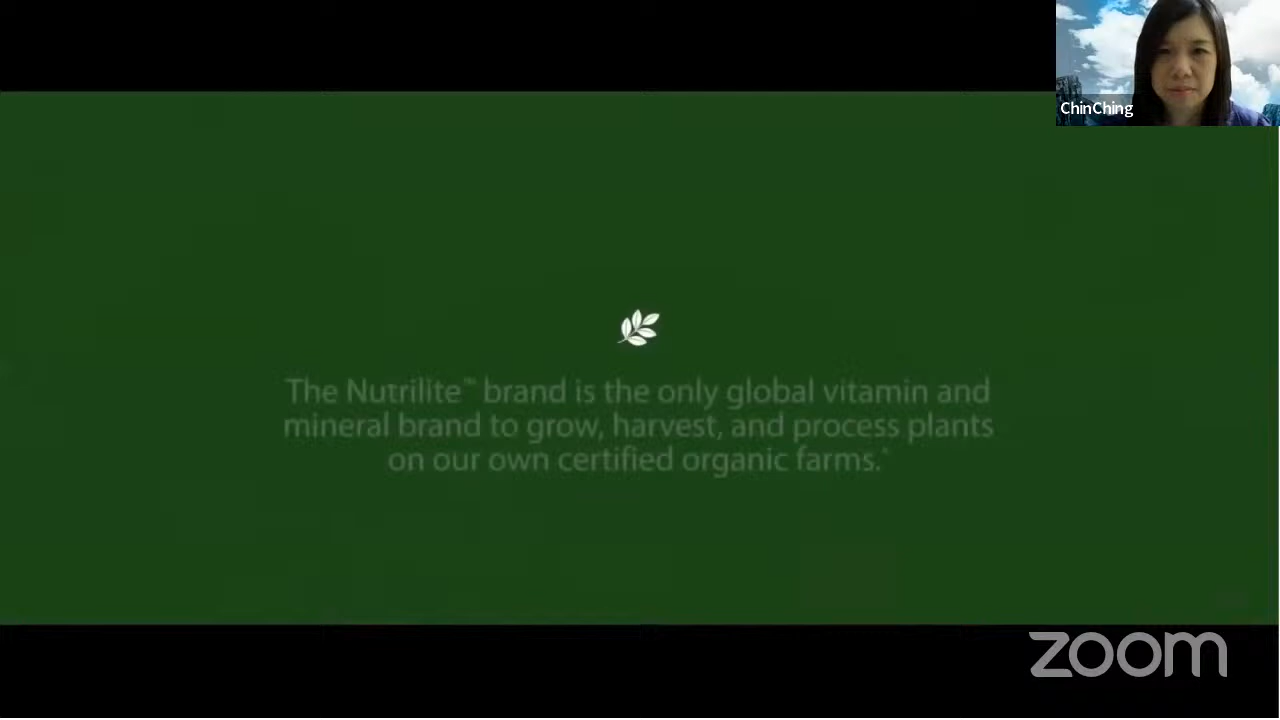 ChinChing
The Nutrilite™ brand is the only global vitamin and
mineral brand to grow, harvest, and process plants
on our own certified organic farms.*
zoom